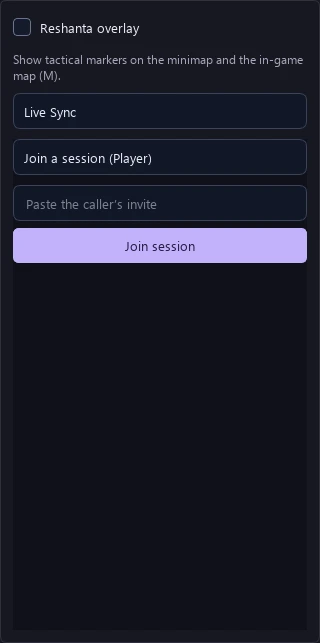 Reshanta overlay
Show tactical markers on the minimap and the in-game
map (M).
Live Sync
Join a session (Player)
Paste the caller's invite
Join session